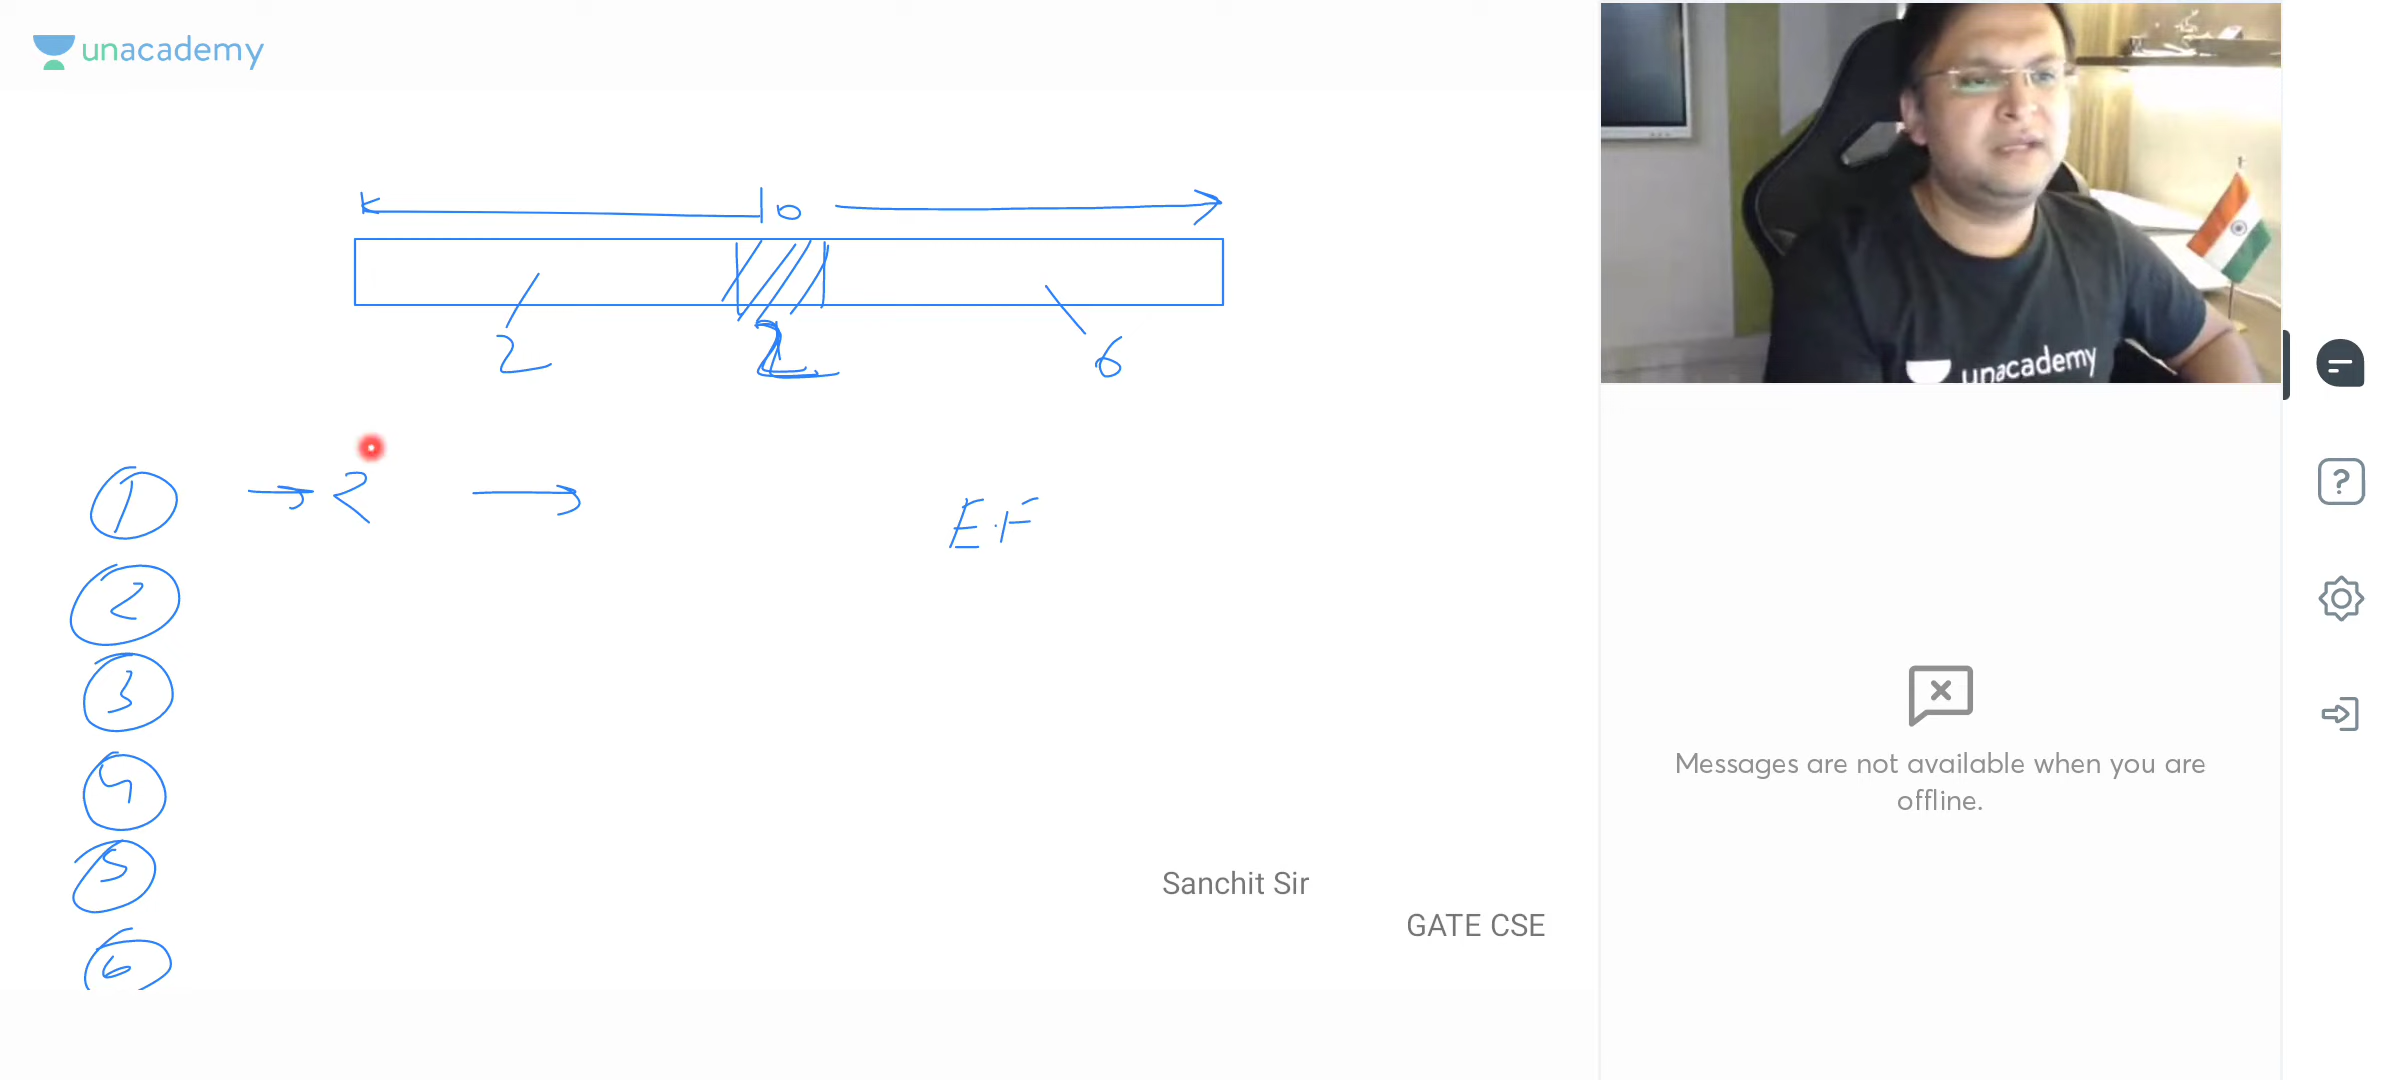 unacademy
10
2 2 6
1 → 2 →
E.F
2
3
4
5
6
Sanchit Sir
GATE CSE
unacademy
?
Messages are not available when you are
offline.